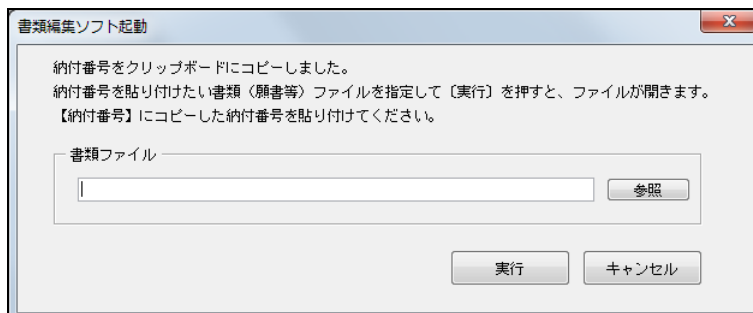 書類編集ソフト起動
納付番号をクリップボードにコピーしました。
納付番号を貼り付けたい書類（願書等）ファイルを指定して〔実行〕を押すと、ファイルが開きます。
【納付番号】にコピーした納付番号を貼り付けてください。
書類ファイル
参照
実行
キャンセル